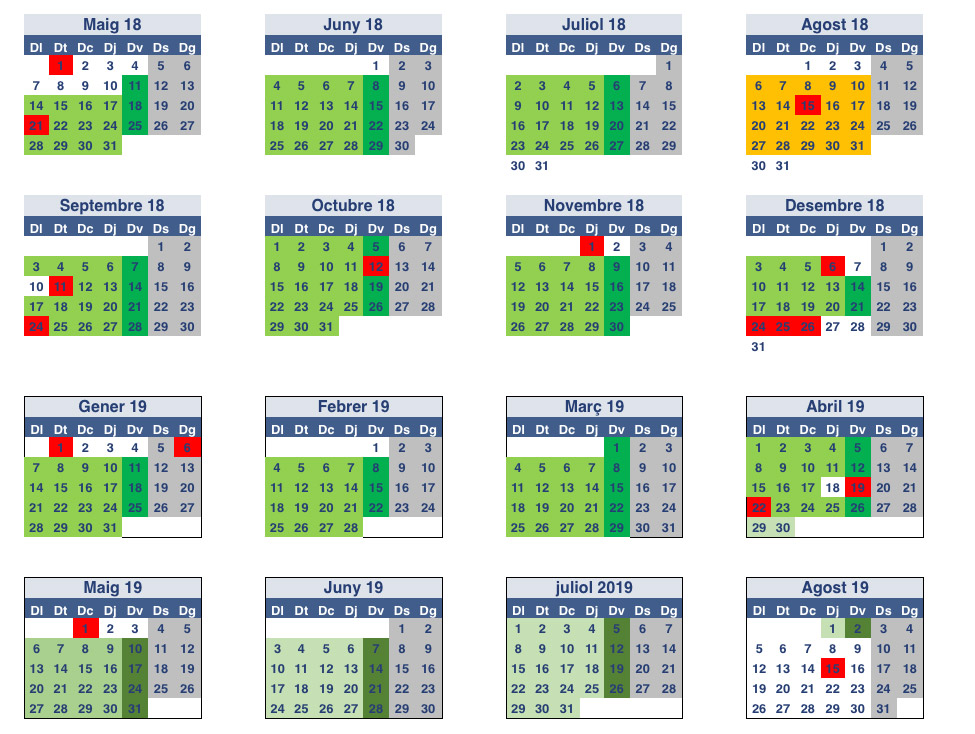 Maig 18 Juny 18 Juliol 18 Agost 18
Dl Dt Dc Dj Dv Ds Dg Dl Dt Dc Dj Dv Ds Dg Dl Dt Dc Dj Dv Ds Dg Dl Dt Dc Dj Dv Ds Dg
1 2 3 4 5 6 1 2 3 1 1 2 3 4 5
7 8 9 10 11 12 13 4 5 6 7 8 9 10 2 3 4 5 6 7 8 6 7 8 9 10 11 12
14 15 16 17 18 19 20 11 12 13 14 15 16 17 9 10 11 12 13 14 15 13 14 15 16 17 18 19
21 22 23 24 25 26 27 18 19 20 21 22 23 24 16 17 18 19 20 21 22 20 21 22 23 24 25 26
28 29 30 31 25 26 27 28 29 30 23 24 25 26 27 28 29 27 28 29 30 31
30 31 30 31
Septembre 18 Octubre 18 Novembre 18 Desembre 18
Dl Dt Dc Dj Dv Ds Dg Dl Dt Dc Dj Dv Ds Dg Dl Dt Dc Dj Dv Ds Dg Dl Dt Dc Dj Dv Ds Dg
1 2 1 2 3 4 5 6 7 1 2 3 4 1 2
3 4 5 6 7 8 9 8 9 10 11 12 13 14 5 6 7 8 9 10 11 3 4 5 6 7 8 9
10 11 12 13 14 15 16 15 16 17 18 19 20 21 12 13 14 15 16 17 18 10 11 12 13 14 15 16
17 18 19 20 21 22 23 22 23 24 25 26 27 28 19 20 21 22 23 24 25 17 18 19 20 21 22 23
24 25 26 27 28 29 30 29 30 31 26 27 28 29 30 24 25 26 27 28 29 30
31
Gener 19 Febrer 19 Març 19 Abril 19
Dl Dt Dc Dj Dv Ds Dg Dl Dt Dc Dj Dv Ds Dg Dl Dt Dc Dj Dv Ds Dg Dl Dt Dc Dj Dv Ds Dg
1 2 3 4 5 6 1 2 3 1 2 3 1 2 3 4 5 6 7
7 8 9 10 11 12 13 4 5 6 7 8 9 10 4 5 6 7 8 9 10 8 9 10 11 12 13 14
14 15 16 17 18 19 20 11 12 13 14 15 16 17 11 12 13 14 15 16 17 15 16 17 18 19 20 21
21 22 23 24 25 26 27 18 19 20 21 22 23 24 18 19 20 21 22 23 24 22 23 24 25 26 27 28
28 29 30 31 25 26 27 28 25 26 27 28 29 30 31 29 30
Maig 19 Juny 19 juliol 2019 Agost 19
Dl Dt Dc Dj Dv Ds Dg Dl Dt Dc Dj Dv Ds Dg Dl Dt Dc Dj Dv Ds Dg Dl Dt Dc Dj Dv Ds Dg
1 2 3 4 5 1 2 1 2 3 4 5 6 7 1 2 3 4
6 7 8 9 10 11 12 3 4 5 6 7 8 9 8 9 10 11 12 13 14 5 6 7 8 9 10 11
13 14 15 16 17 18 19 10 11 12 13 14 15 16 15 16 17 18 19 20 21 12 13 14 15 16 17 18
20 21 22 23 24 25 26 17 18 19 20 21 22 23 22 23 24 25 26 27 28 19 20 21 22 23 24 25
27 28 29 30 31 24 25 26 27 28 29 30 29 30 31 26 27 28 29 30 31